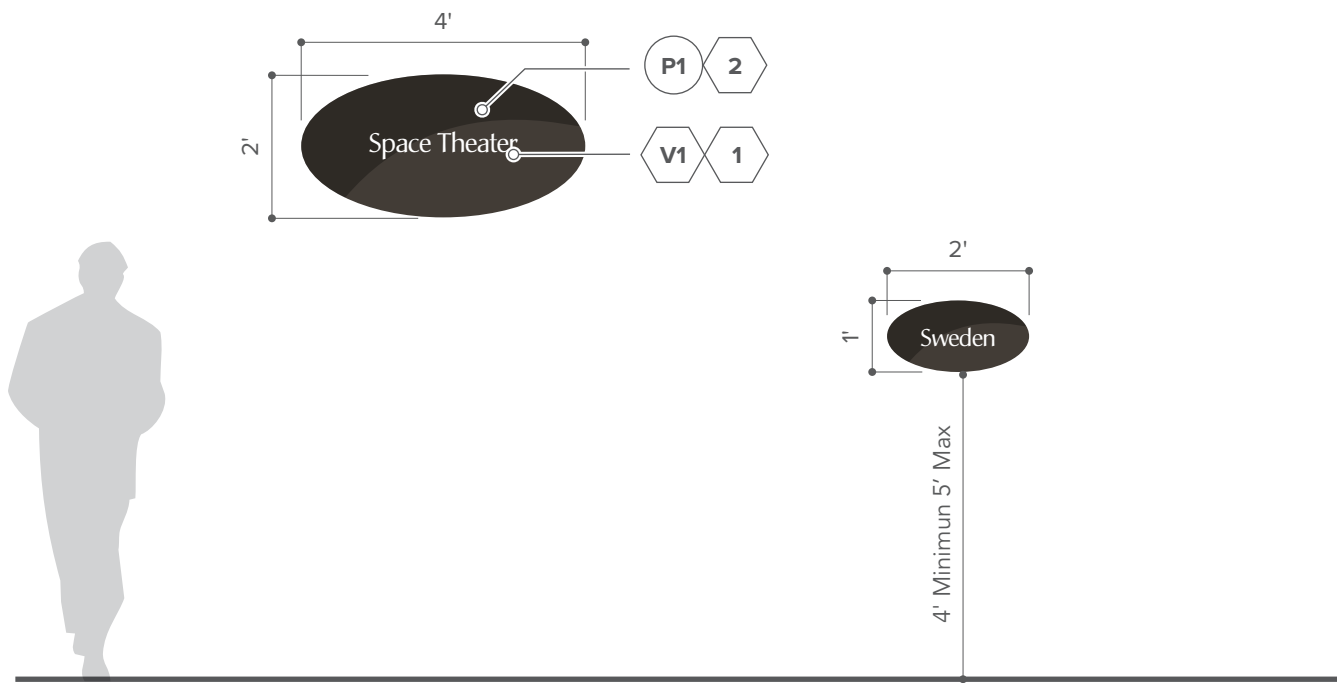 4'
P1
2
2'
Space Theater
V1
1
2'
1'
Sweden
4' Minimun 5’ Max